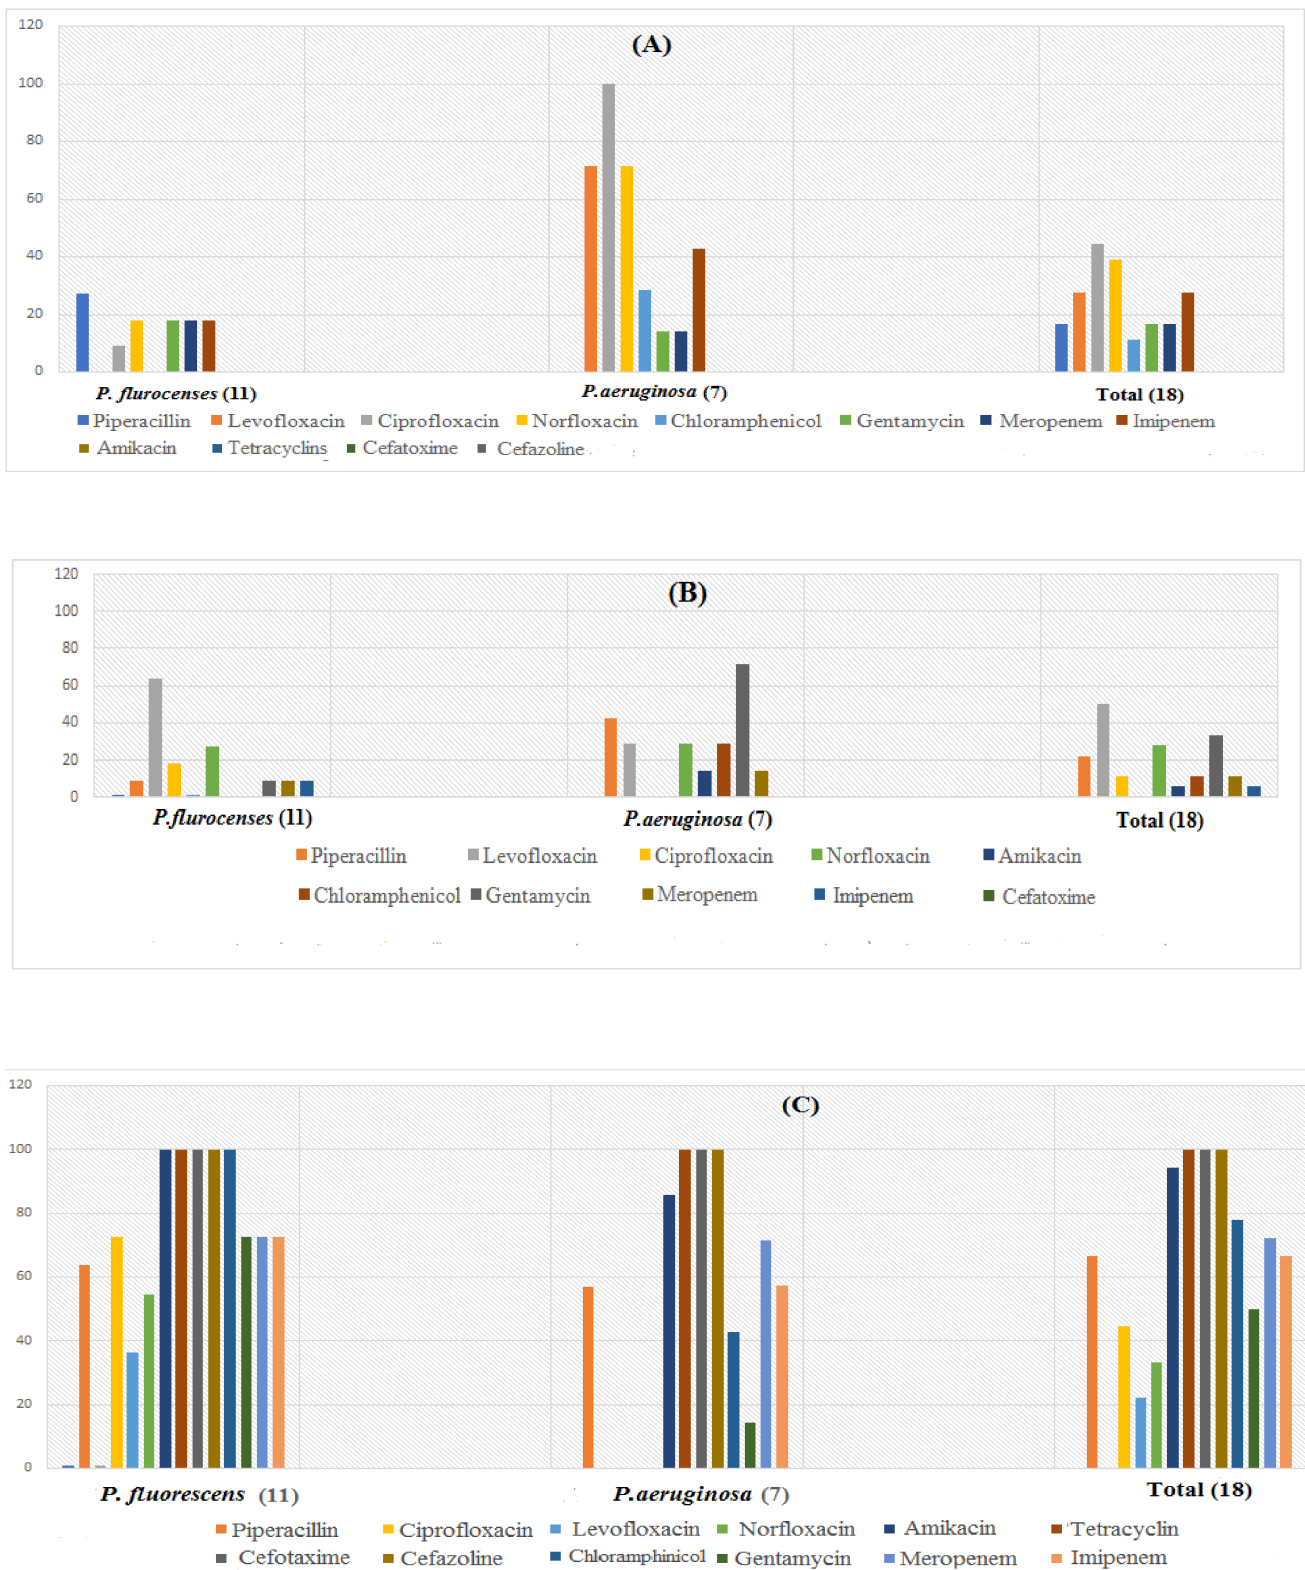 120
(A)
100
80
60
40
20
0
P. flurocenses (11) P.aeruginosa (7) Total (18)
Piperacillin Levofloxacin Ciprofloxacin Norfloxacin Chloramphenicol Gentamycin Meropenem Imipenem
Amikacin Tetracyclins Cefatoxime Cefazoline
120
(B)
100
80
60
40
20
0
P.flurocenses (11) P.aeruginosa (7) Total (18)
Piperacillin Levofloxacin Ciprofloxacin Norfloxacin Amikacin
Chloramphenicol Gentamycin Meropenem Imipenem Cefatoxime
120
(C)
100
80
60
40
20
0
P. fluorescens (11) P.aeruginosa (7) Total (18)
Piperacillin Ciprofloxacin Levofloxacin Norfloxacin Amikacin Tetracyclin
Cefotaxime Cefazoline Chloramphinicol Gentamycin Meropenem Imipenem